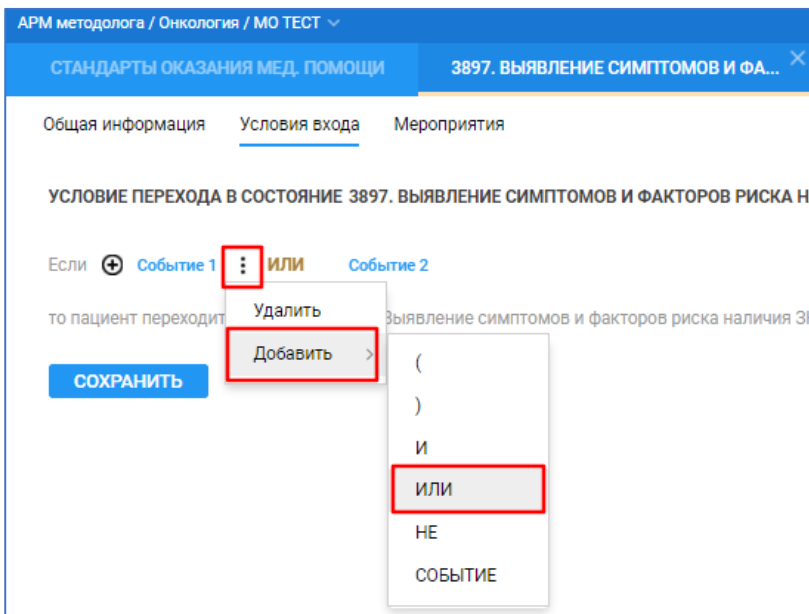 АРМ методолога / Онкология / МО ТЕСТ
СТАНДАРТЫ ОКАЗАНИЯ МЕД. ПОМОЩИ
3897. ВЫЯВЛЕНИЕ СИМПТОМОВ И ФА...
Общая информация Условия входа Мероприятия
УСЛОВИЕ ПЕРЕХОДА В СОСТОЯНИЕ 3897. ВЫЯВЛЕНИЕ СИМПТОМОВ И ФАКТОРОВ РИСКА Н
Если Событие 1 ИЛИ Событие 2
то пациент переходит Выявление симптомов и факторов риска наличия
Удалить
Добавить
СОХРАНИТЬ
(
)
И
ИЛИ
НЕ
СОБЫТИЕ